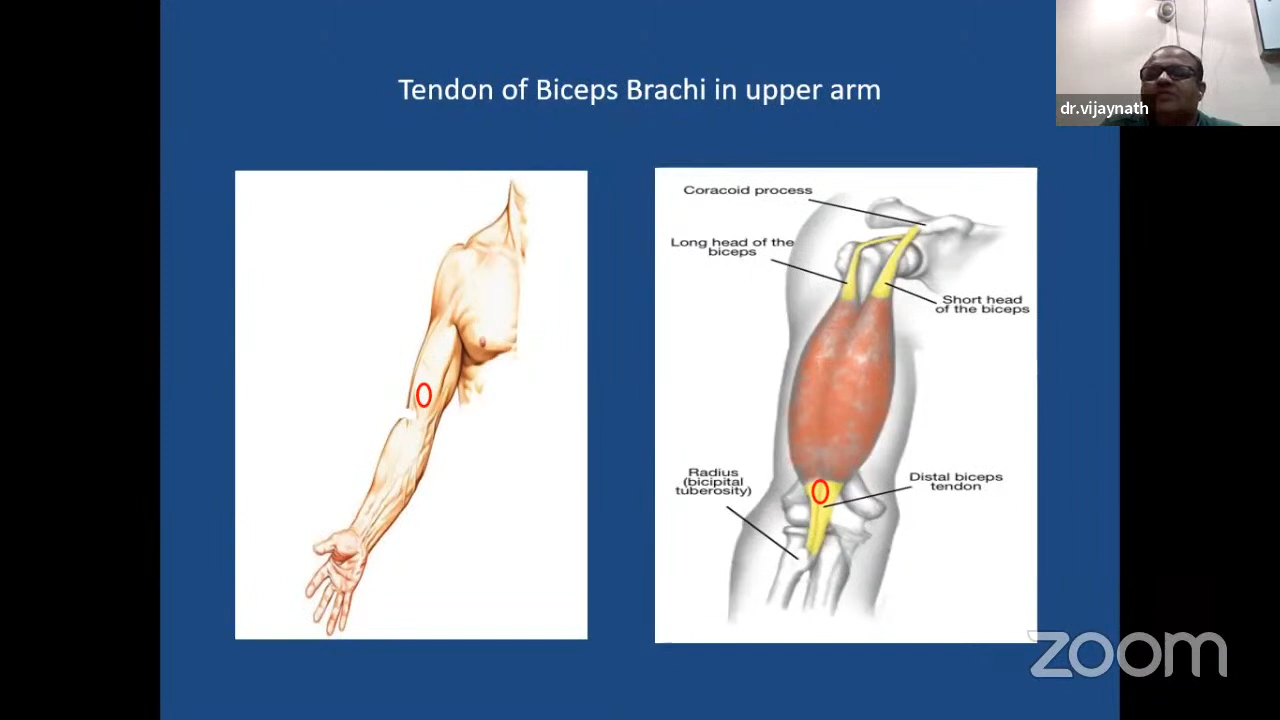 Tendon of Biceps Brachi in upper arm
dr.vijaynath
Coracoid process
Long head of the
biceps
Short head
of the biceps
Radius
(bicipital
tuberosity)
Distal biceps
tendon
zoom